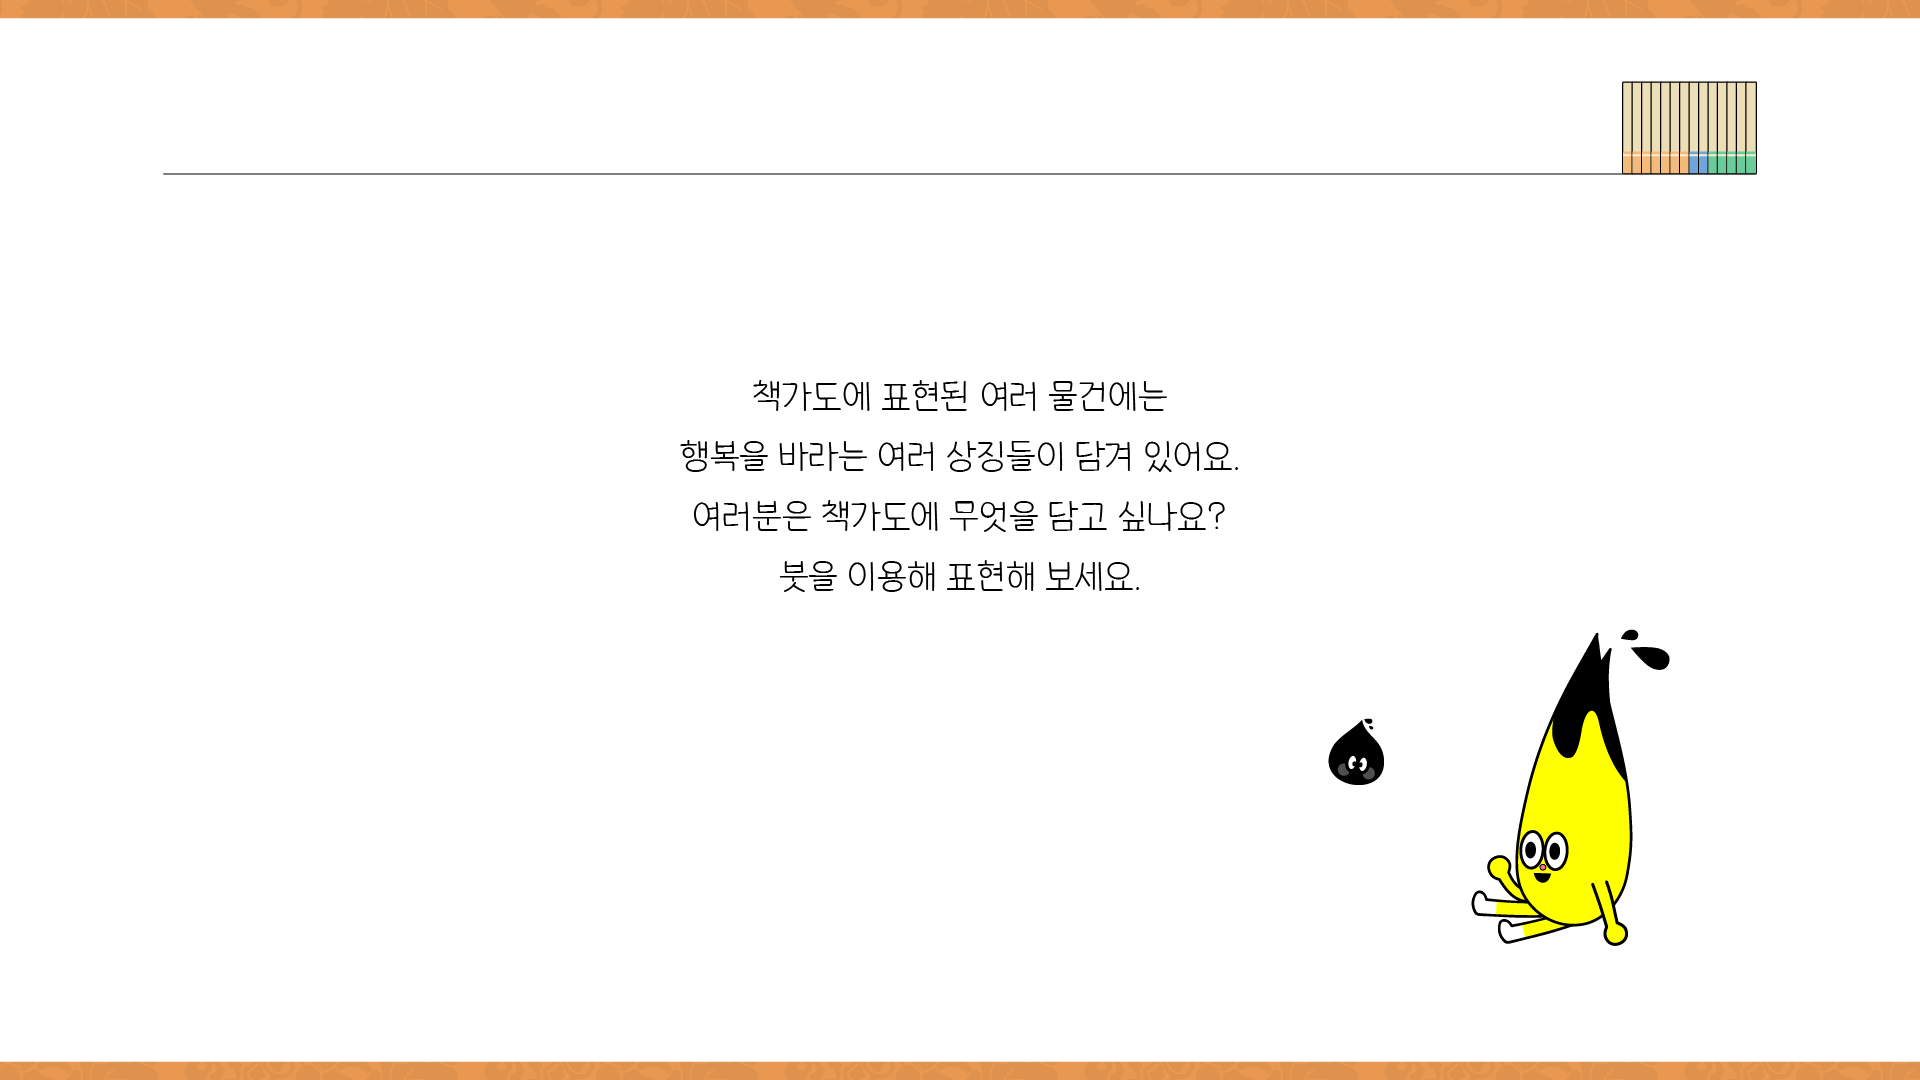 책가도에 표현된 여러 물건에는
행복을 바라는 여러 상징들이 담겨 있어요.
여러분은 책가도에 무엇을 담고 싶나요?
붓을 이용해 표현해 보세요.